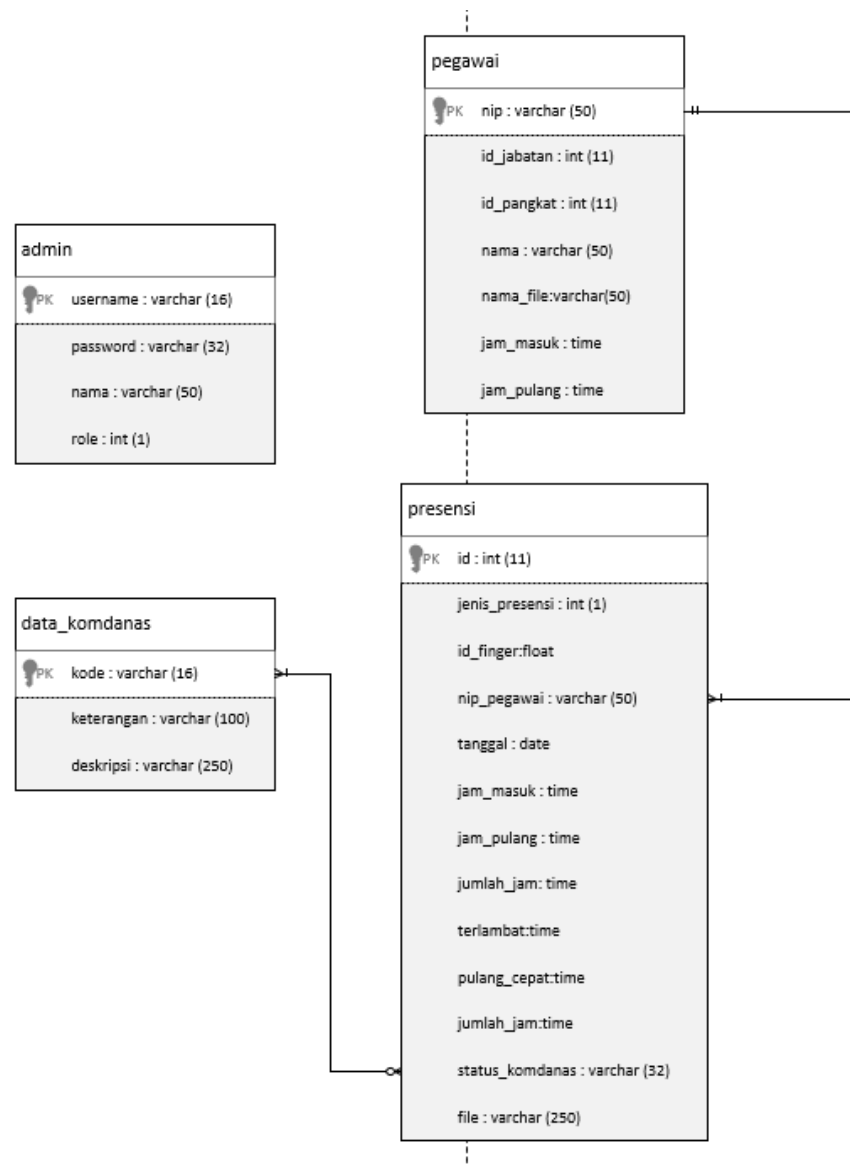 pegawai
PK nip : varchar (50)
id_jabatan : int (11)
id_pangkat : int (11)
nama : varchar (50)
nama_file:varchar(50)
jam_masuk : time
jam_pulang : time
admin
PK username : varchar (16)
password : varchar (32)
nama : varchar (50)
role : int (1)
presensi
PK id : int (11)
jenis_presensi : int (1)
id_finger:float
nip_pegawai : varchar (50)
tanggal : date
jam_masuk : time
jam_pulang : time
jumlah_jam: time
terlambat:time
pulang_cepat:time
jumlah_jam:time
status_komdanas : varchar (32)
file : varchar (250)
data_komdanas
PK kode : varchar (16)
keterangan : varchar (100)
deskripsi : varchar (250)